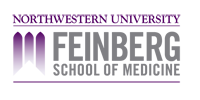 NORTHWESTERN UNIVERSITY
FEINBERG
SCHOOL OF MEDICINE